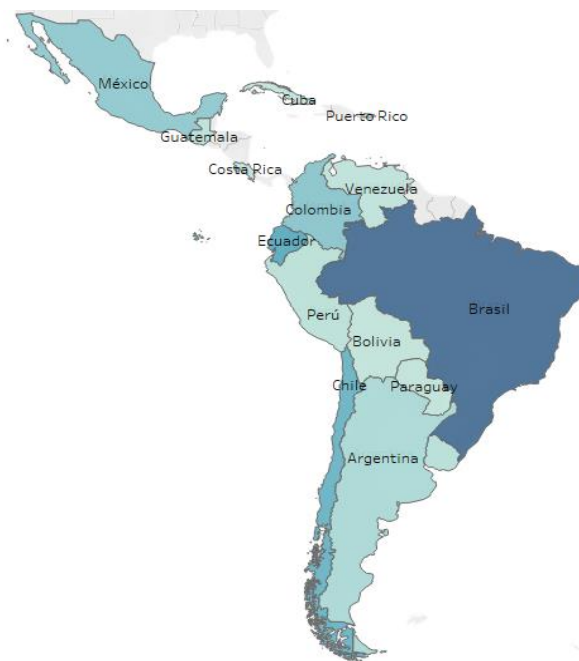 México
Cuba
Puerto Rico
Guatemala
Costa Rica
Venezuela
Colombia
Ecuador
Brasil
Perú
Bolivia
Chile
Paraguay
Argentina